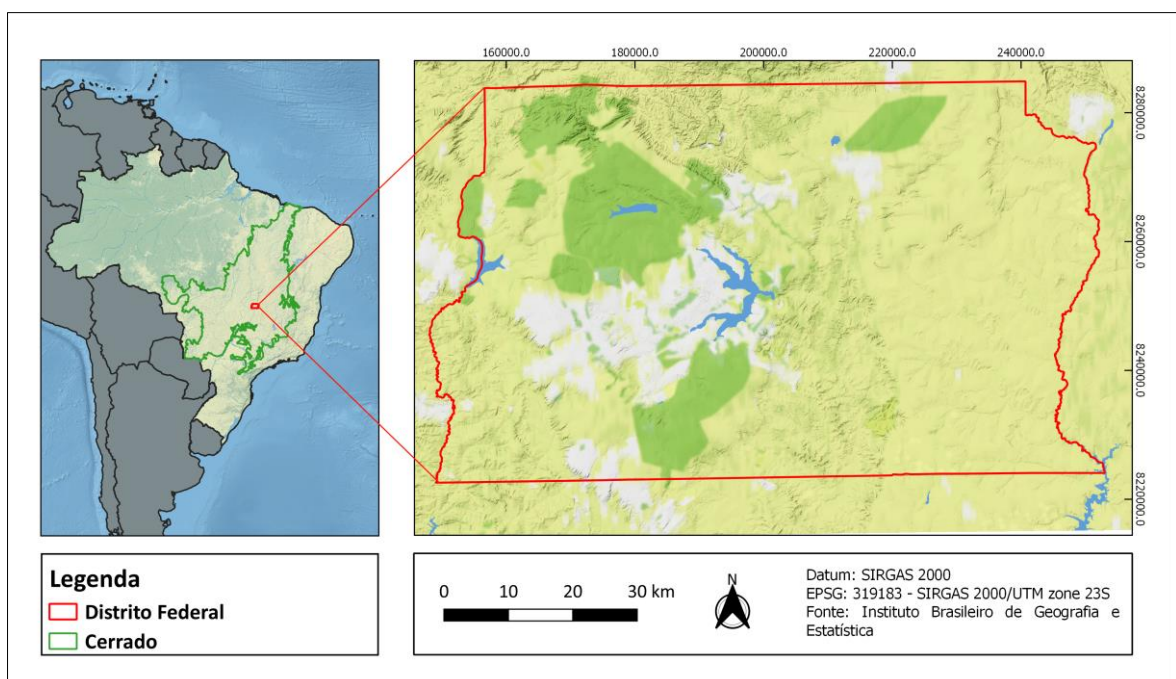 160000.0 180000.0 200000.0 220000.0 240000.0
8280000.0
8260000.0
8240000.0
8220000.0
Legenda
Distrito Federal
Cerrado
0 10 20 30 km
N
Datum: SIRGAS 2000
EPSG: 319183 - SIRGAS 2000/UTM zone 23S
Fonte: Instituto Brasileiro de Geografia e
Estatística